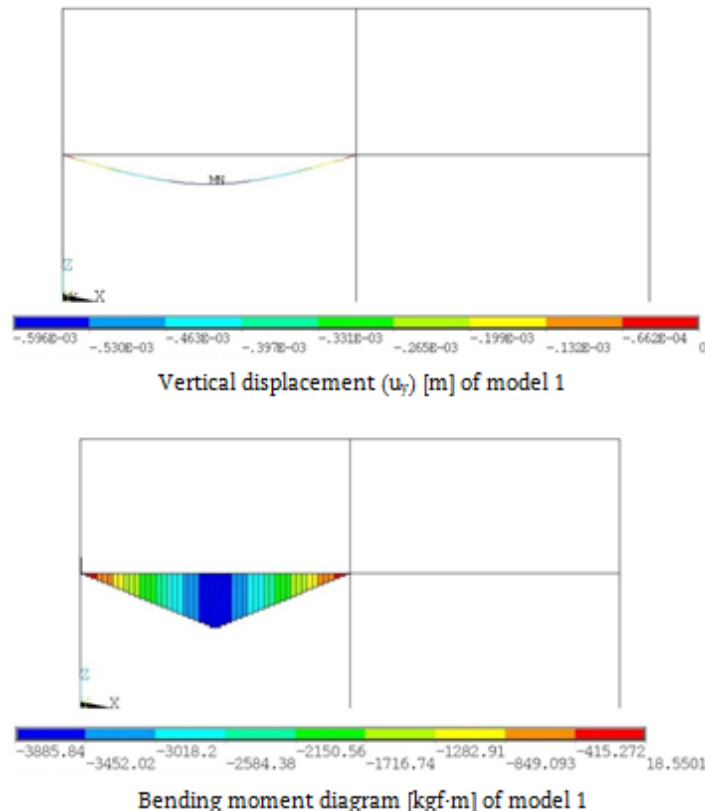 MN
Z
X
-.596E-03 -.463E-03 -.331E-03 -.199E-03 -.662E-04
-.530E-03 -.397E-03 -.265E-03 -.132E-03 0
Vertical displacement (uy) [m] of model 1
Z
X
-3885.84 -3018.2 -2150.56 -1282.91 -415.272
-3452.02 -2584.38 -1716.74 -849.093 18.5501
Bending moment diagram [kgf·m] of model 1